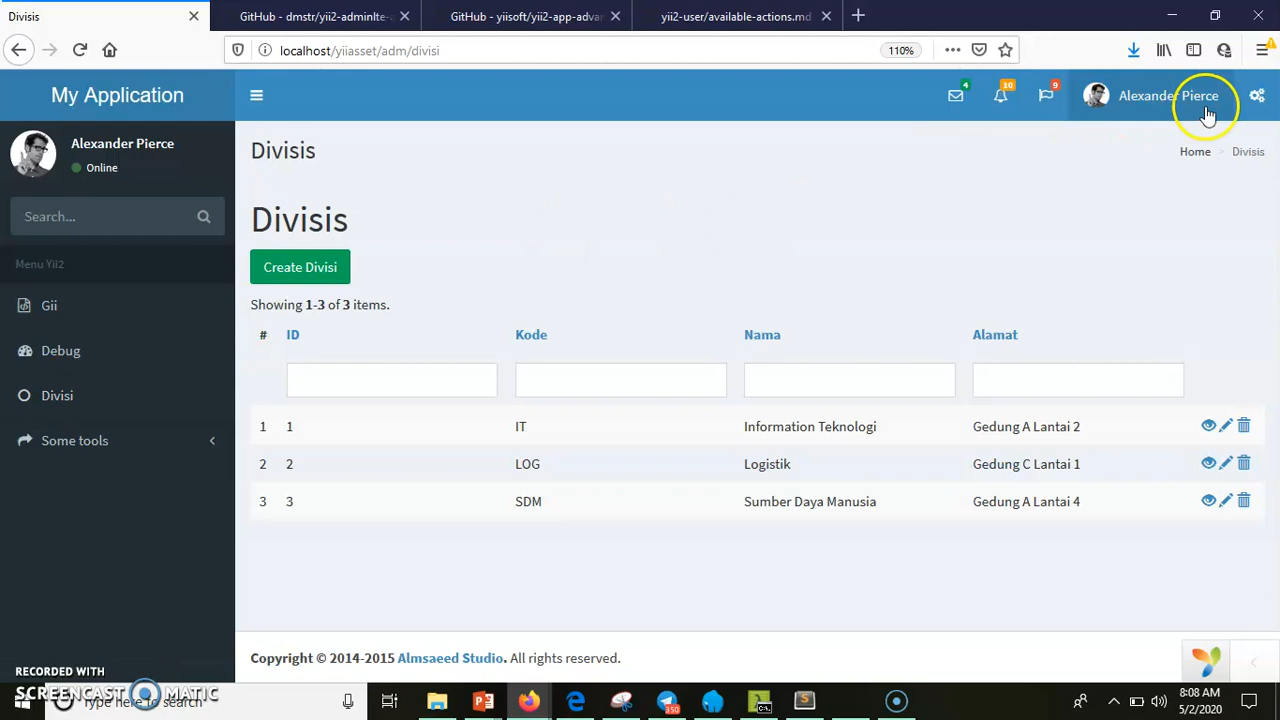 Divisis
GitHub - dmstr/yii2-adminlte-a
GitHub - yiisoft/yii2-app-adva
yii2-user/available-actions.md
localhost/yiiasset/adm/divisi
110%
My Application
4
10
9
Alexander Pierce
Alexander Pierce
Online
Divisis
Home > Divisis
Search...
Divisis
Menu Yii2
Create Divisi
Gii
Showing 1-3 of 3 items.
# ID Kode Nama Alamat
Debug
Divisi
1 1 IT Information Teknologi Gedung A Lantai 2
Some tools
2 2 LOG Logistik Gedung C Lantai 1
3 3 SDM Sumber Daya Manusia Gedung A Lantai 4
Copyright © 2014-2015 Almsaeed Studio. All rights reserved.
RECORDED WITH
SCREENCAST MATIC
Type here to search
350
8:08 AM
5/2/2020